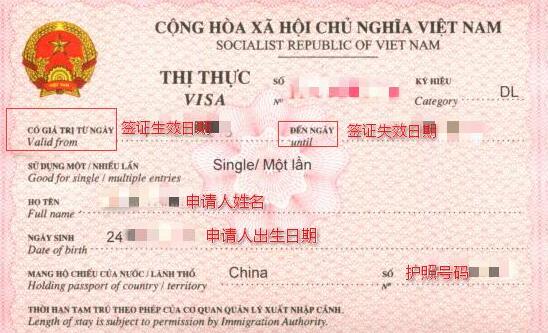 CỘNG HÒA XÃ HỘI CHỦ NGHĨA VIỆT NAM
SOCIALIST REPUBLIC OF VIET NAM
THỊ THỰC
VISA
SỐ
Nº
KÝ HIỆU
Category
DL
CÓ GIÁ TRỊ TỪ NGÀY
Valid from
签证生效日期
ĐẾN NGÀY
until
签证失效日期
SỬ DỤNG MỘT / NHIỀU LẦN
Good for single / multiple entries
Single/ Một lần
HỌ TÊN
Full name
申请人姓名
NGÀY SINH
Date of birth
24
申请人出生日期
MANG HỘ CHIẾU CỦA NƯỚC / LÃNH THỔ
Holding passport of country / territory
China
SỐ
Nº
护照号码
THỜI HẠN TẠM TRÚ THEO PHÉP CỦA CƠ QUAN QUẢN LÝ XUẤT NHẬP CẢNH.
Length of stay is subject to permission by Immigration Authority.